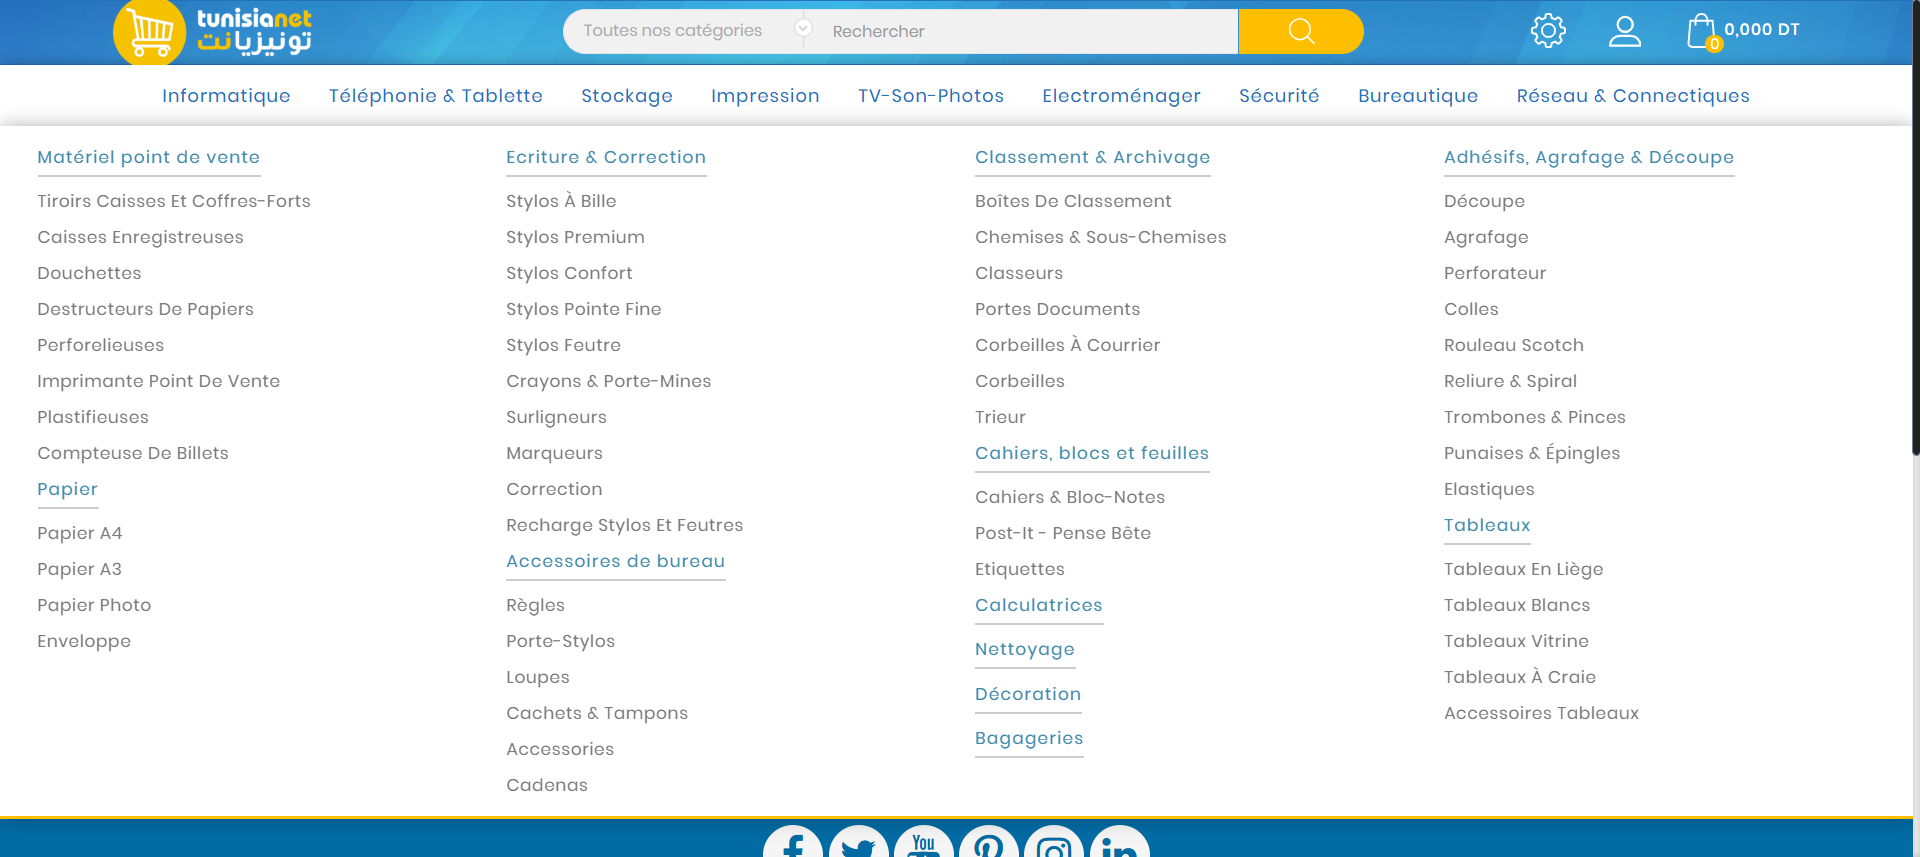 tunisianet
تونيزيانت
Toutes nos catégories
Rechercher
0
0,000 DT
Informatique
Téléphonie & Tablette
Stockage
Impression
TV-Son-Photos
Electroménager
Sécurité
Bureautique
Réseau & Connectiques
Matériel point de vente
Tiroirs Caisses Et Coffres-Forts
Caisses Enregistreuses
Douchettes
Destructeurs De Papiers
Perforelieuses
Imprimante Point De Vente
Plastifieuses
Compteuse De Billets
Papier
Papier A4
Papier A3
Papier Photo
Enveloppe
Ecriture & Correction
Stylos À Bille
Stylos Premium
Stylos Confort
Stylos Pointe Fine
Stylos Feutre
Crayons & Porte-Mines
Surligneurs
Marqueurs
Correction
Recharge Stylos Et Feutres
Accessoires de bureau
Règles
Porte-Stylos
Loupes
Cachets & Tampons
Accessories
Cadenas
Classement & Archivage
Boîtes De Classement
Chemises & Sous-Chemises
Classeurs
Portes Documents
Corbeilles À Courrier
Corbeilles
Trieur
Cahiers, blocs et feuilles
Cahiers & Bloc-Notes
Post-It - Pense Bête
Etiquettes
Calculatrices
Nettoyage
Décoration
Bagageries
Adhésifs, Agrafage & Découpe
Découpe
Agrafage
Perforateur
Colles
Rouleau Scotch
Reliure & Spiral
Trombones & Pinces
Punaises & Épingles
Elastiques
Tableaux
Tableaux En Liège
Tableaux Blancs
Tableaux Vitrine
Tableaux À Craie
Accessoires Tableaux
You